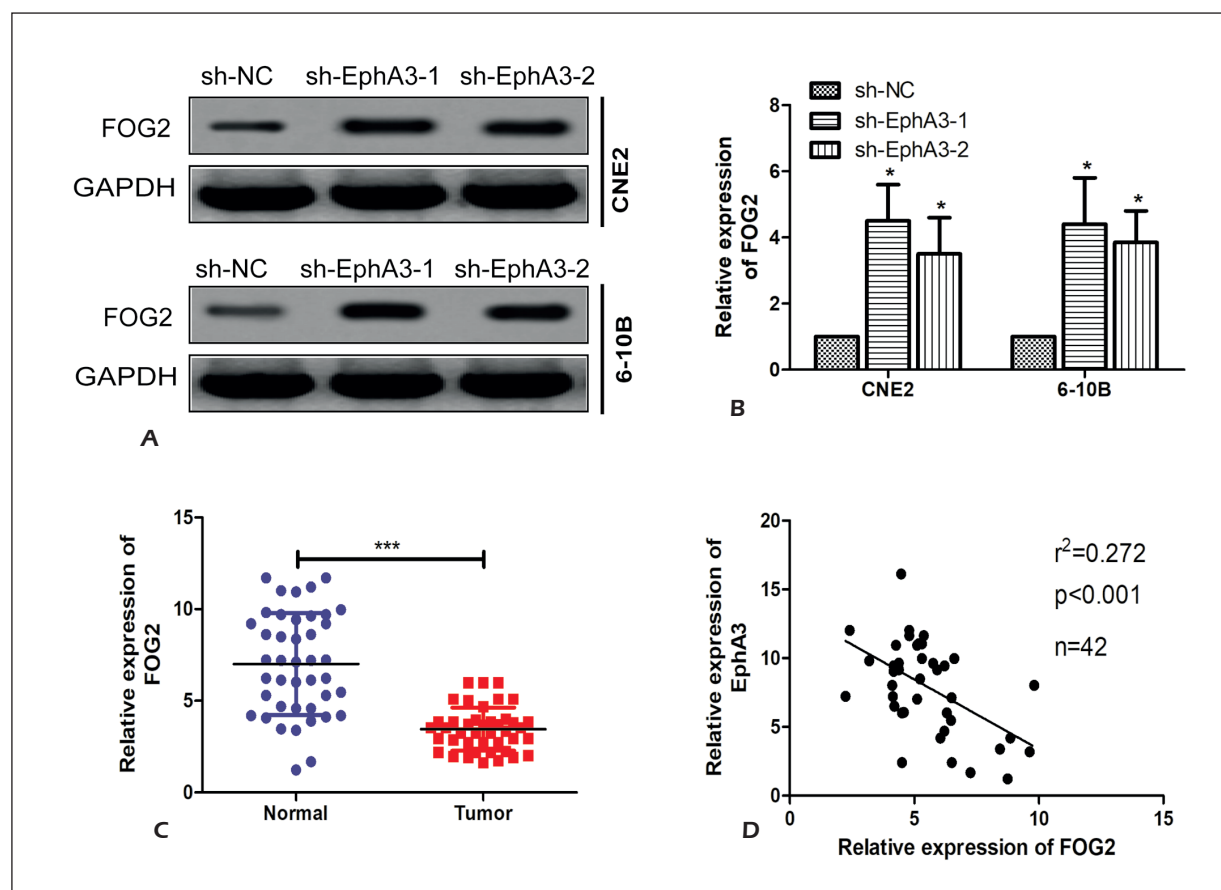 sh-NC sh-EphA3-1 sh-EphA3-2
FOG2
GAPDH
CNE2
sh-NC sh-EphA3-1 sh-EphA3-2
FOG2
GAPDH
6-10B
A
sh-NC
sh-EphA3-1
sh-EphA3-2
Relative expression
of FOG2
8
6
4
2
0
* * * *
CNE2 6-10B
B
Relative expression of
FOG2
15
10
5
0
***
Normal Tumor
C
Relative expression of
EphA3
20
15
10
5
0
r²=0.272
p<0.001
n=42
0 5 10 15
Relative expression of FOG2
D